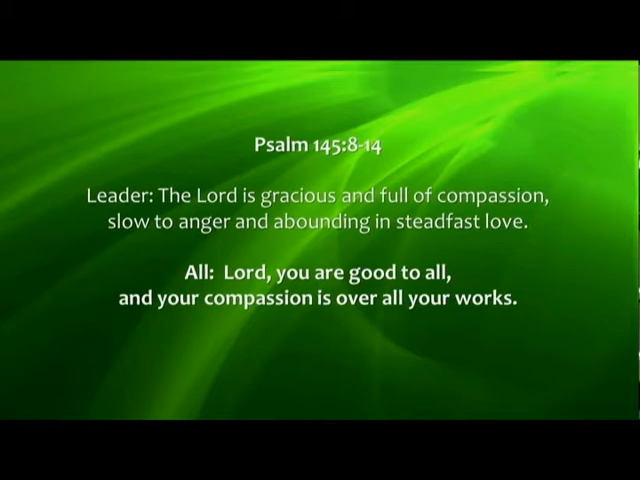 Psalm 145:8-14
Leader: The Lord is gracious and full of compassion,
slow to anger and abounding in steadfast love.
All:  Lord, you are good to all,
and your compassion is over all your works.